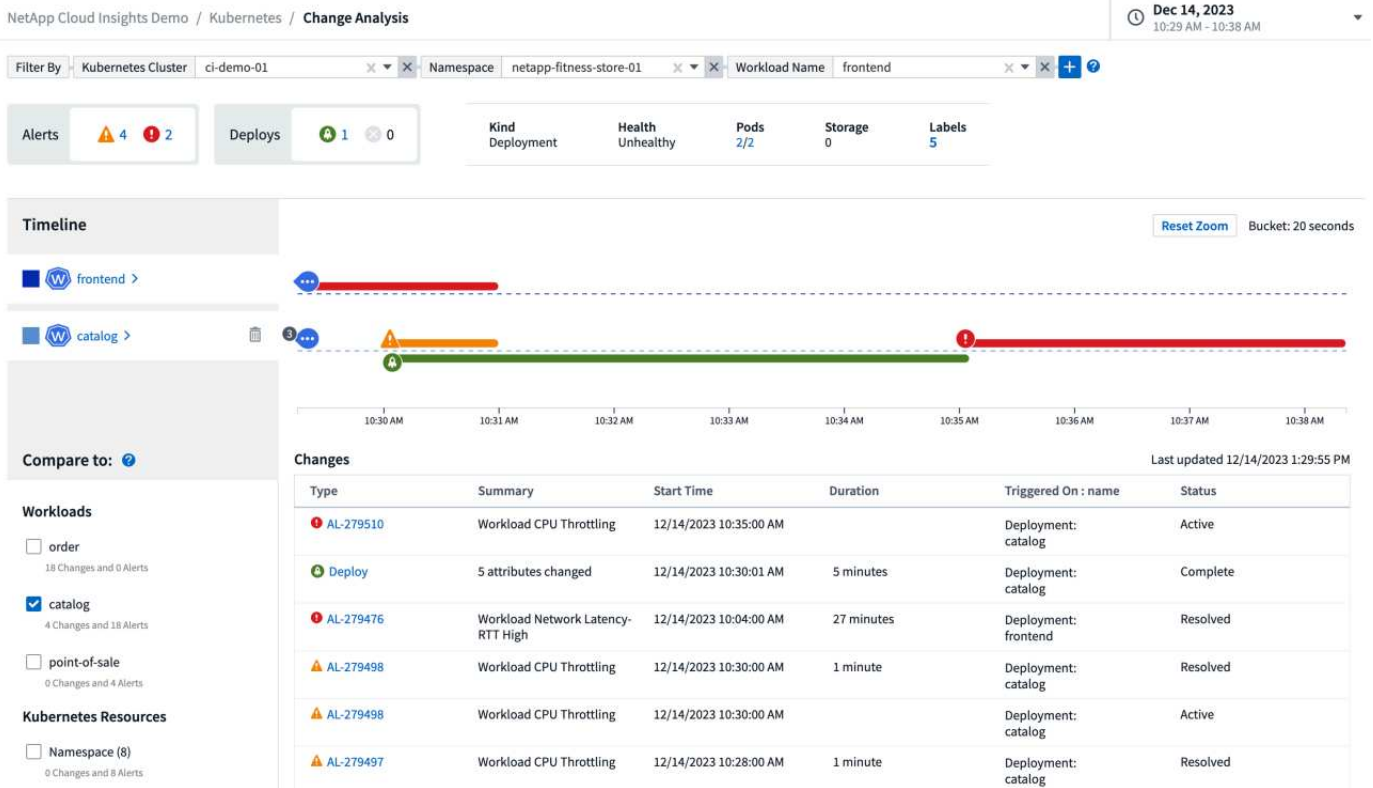 NetApp Cloud Insights Demo / Kubernetes / Change Analysis
Dec 14, 2023
10:29 AM - 10:38 AM
Filter By Kubernetes Cluster ci-demo-01 Namespace netapp-fitness-store-01 Workload Name frontend
Alerts 4 2 Deploys 1 0
Kind Health Pods Storage Labels
Deployment Unhealthy 2/2 0 5
Timeline
Reset Zoom Bucket: 20 seconds
W frontend >
W catalog > 3
10:30 AM 10:31 AM 10:32 AM 10:33 AM 10:34 AM 10:35 AM 10:36 AM 10:37 AM 10:38 AM
Compare to:
Workloads
order
18 Changes and 0 Alerts
catalog
4 Changes and 18 Alerts
point-of-sale
0 Changes and 4 Alerts
Kubernetes Resources
Namespace (8)
0 Changes and 8 Alerts
Changes Last updated 12/14/2023 1:29:55 PM
Type Summary Start Time Duration Triggered On : name Status
AL-279510 Workload CPU Throttling 12/14/2023 10:35:00 AM Deployment: Active
catalog
Deploy 5 attributes changed 12/14/2023 10:30:01 AM 5 minutes Deployment: Complete
catalog
AL-279476 Workload Network Latency- 12/14/2023 10:04:00 AM 27 minutes Deployment: Resolved
RTT High frontend
AL-279498 Workload CPU Throttling 12/14/2023 10:30:00 AM 1 minute Deployment: Resolved
catalog
AL-279498 Workload CPU Throttling 12/14/2023 10:30:00 AM Deployment: Active
catalog
AL-279497 Workload CPU Throttling 12/14/2023 10:28:00 AM 1 minute Deployment: Resolved
catalog